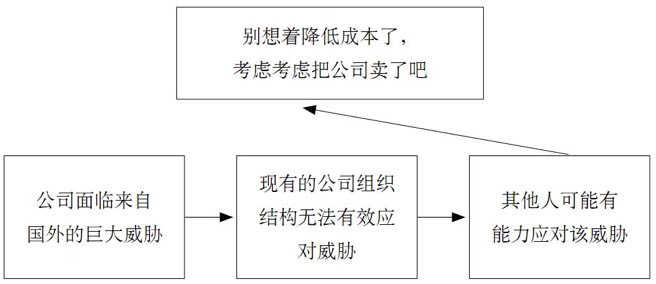 别想着降低成本了，
考虑考虑把公司卖了吧
公司面临来自
国外的巨大威胁
现有的公司组织
结构无法有效应
对威胁
其他人可能有
能力应对该威胁